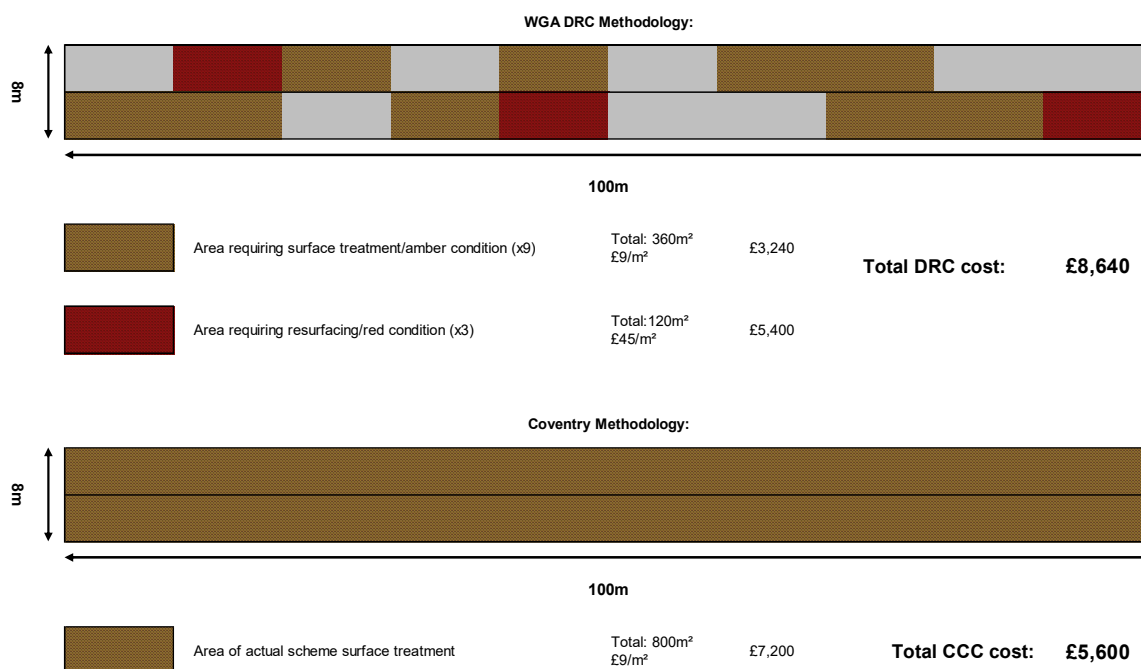 WGA DRC Methodology:
8m
100m
Area requiring surface treatment/amber condition (x9)
Total: 360m²
£9/m²
£3,240
Total DRC cost:
£8,640
Area requiring resurfacing/red condition (x3)
Total:120m²
£45/m²
£5,400
Coventry Methodology:
8m
100m
Area of actual scheme surface treatment
Total: 800m²
£9/m²
£7,200
Total CCC cost:
£5,600